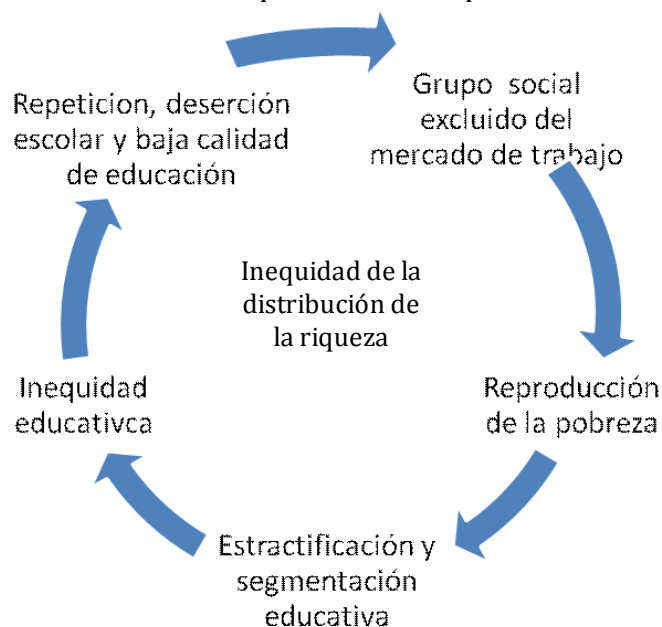 Grupo social
excluido del
mercado de trabajo
Reproducción
de la pobreza
Estractificación y
segmentación
educativa
Inequidad
educativca
Repeticion, deserción
escolar y baja calidad
de educación
Inequidad de la
distribución de
la riqueza